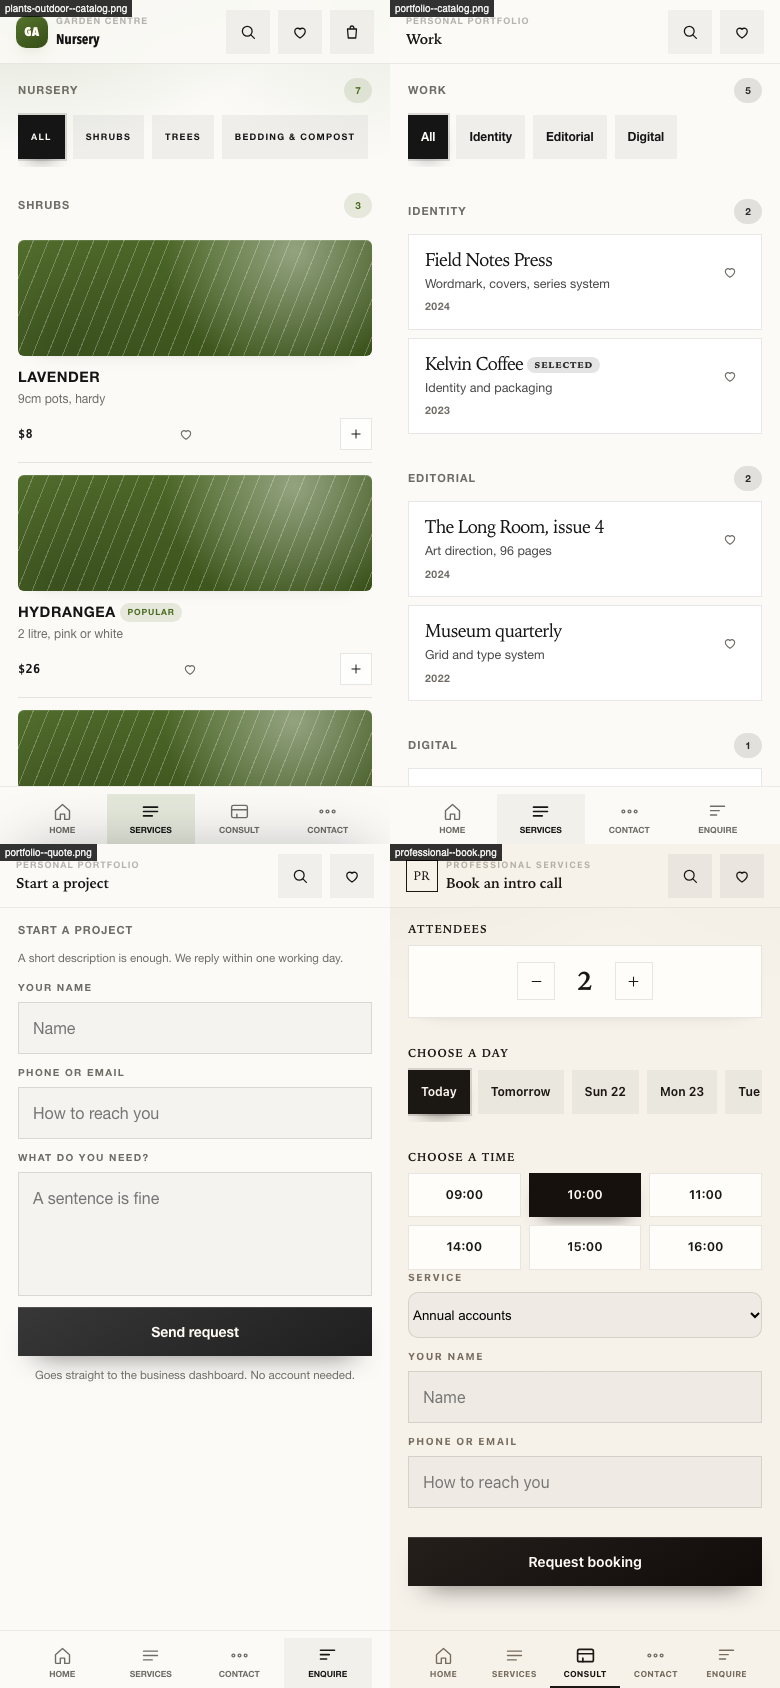 plants-outdoor--catalog.png
GA
GARDEN CENTRE
Nursery
NURSERY
7
ALL
SHRUBS
TREES
BEDDING & COMPOST
SHRUBS
3
LAVENDER
9cm pots, hardy
$8
HYDRANGEA POPULAR
2 litre, pink or white
$26
HOME
SERVICES
CONSULT
CONTACT
portfolio--catalog.png
PERSONAL PORTFOLIO
Work
WORK
5
All
Identity
Editorial
Digital
IDENTITY
2
Field Notes Press
Wordmark, covers, series system
2024
Kelvin Coffee SELECTED
Identity and packaging
2023
EDITORIAL
2
The Long Room, issue 4
Art direction, 96 pages
2024
Museum quarterly
Grid and type system
2022
DIGITAL
1
HOME
SERVICES
CONTACT
ENQUIRE
portfolio--quote.png
PERSONAL PORTFOLIO
Start a project
START A PROJECT
A short description is enough. We reply within one working day.
YOUR NAME
Name
PHONE OR EMAIL
How to reach you
WHAT DO YOU NEED?
A sentence is fine
Send request
Goes straight to the business dashboard. No account needed.
HOME
SERVICES
CONTACT
ENQUIRE
professional--book.png
PR
PROFESSIONAL SERVICES
Book an intro call
ATTENDEES
− 2 +
CHOOSE A DAY
Today
Tomorrow
Sun 22
Mon 23
Tue
CHOOSE A TIME
09:00
10:00
11:00
14:00
15:00
16:00
SERVICE
Annual accounts
YOUR NAME
Name
PHONE OR EMAIL
How to reach you
Request booking
HOME
SERVICES
CONSULT
CONTACT
ENQUIRE